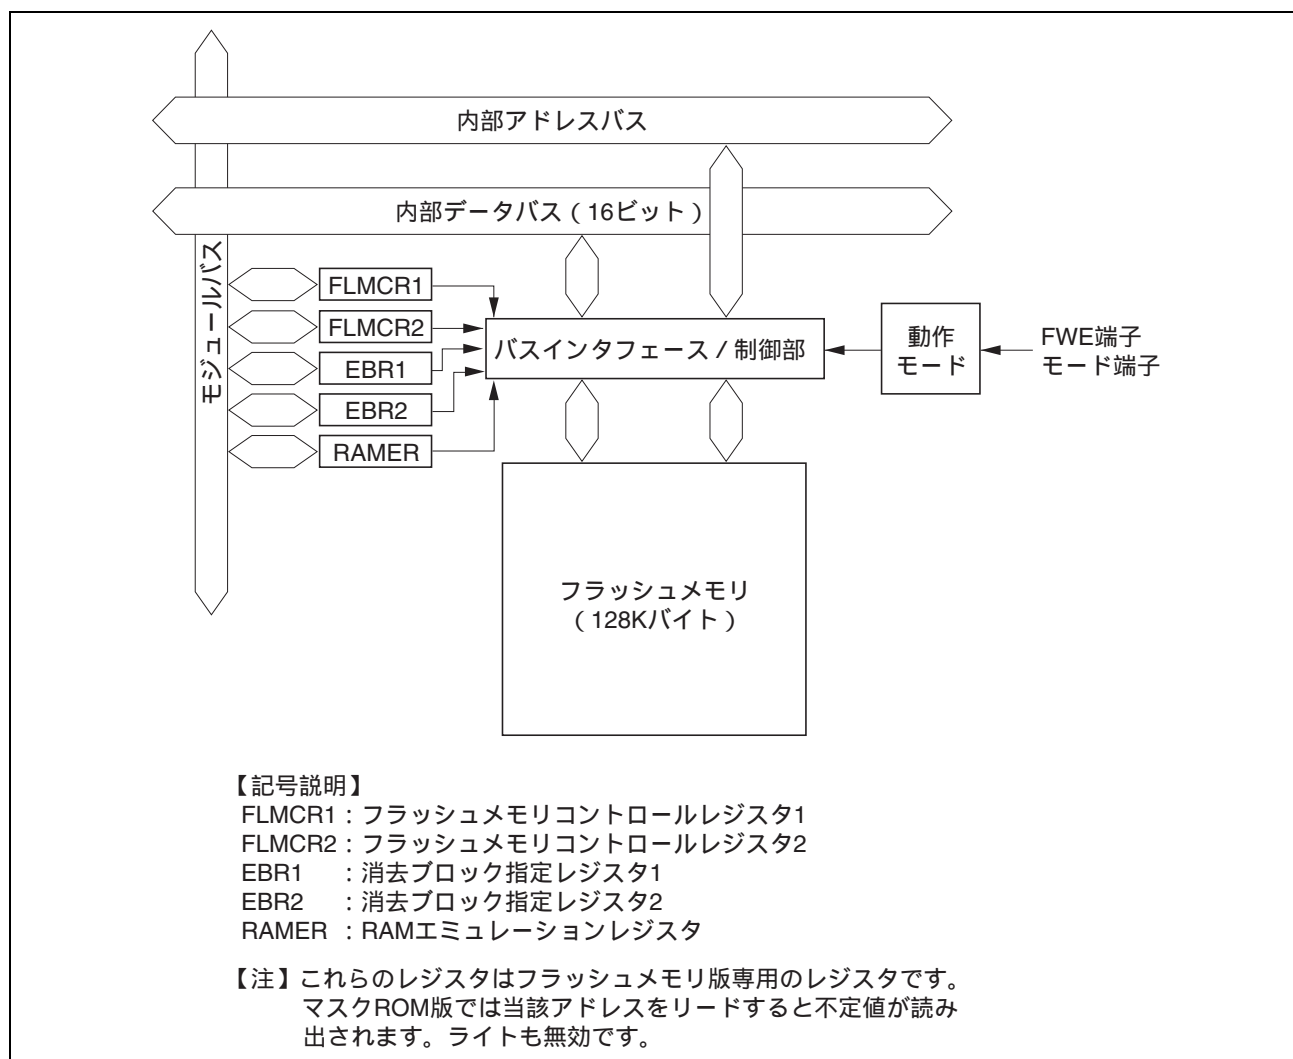 内部アドレスバス
内部データバス（16ビット）
モジュールバス
FLMCR1
FLMCR2
EBR1
EBR2
RAMER
バスインタフェース / 制御部
動作
モード
FWE端子
モード端子
フラッシュメモリ
（128Kバイト）
【記号説明】
FLMCR1：フラッシュメモリコントロールレジスタ1
FLMCR2：フラッシュメモリコントロールレジスタ2
EBR1　：消去ブロック指定レジスタ1
EBR2　：消去ブロック指定レジスタ2
RAMER ：RAMエミュレーションレジスタ
【注】これらのレジスタはフラッシュメモリ版専用のレジスタです。
マスクROM版では当該アドレスをリードすると不定値が読み
出されます。ライトも無効です。